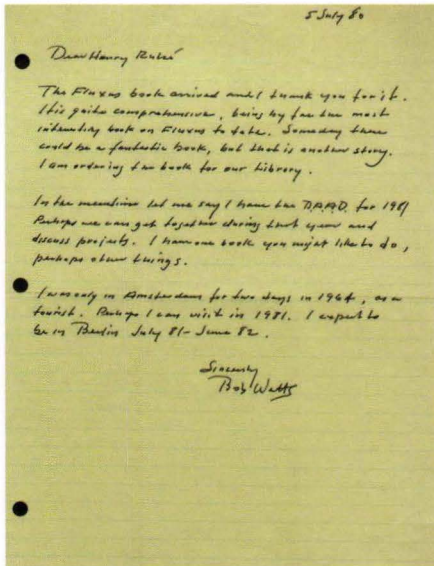 5 July 80
Dear Henry
The Fluxus book arrived and I thank you for it.
It is quite comprehensive, being by far the most
interesting book on Fluxus to date. Someday there
could be a fantastic book, but that is another story.
I am ordering the book for our library.
In the meantime let me say I have the D.A.A.D. for 1981
Perhaps we can get together during that year and
discuss projects. I have one book you might like to do,
perhaps other things.
I was only in Amsterdam for two days in 1964, as a
tourist. Perhaps I can visit in 1981. I expect to
be in Berlin July 81 - June 82.
Sincerely
Bob Watts